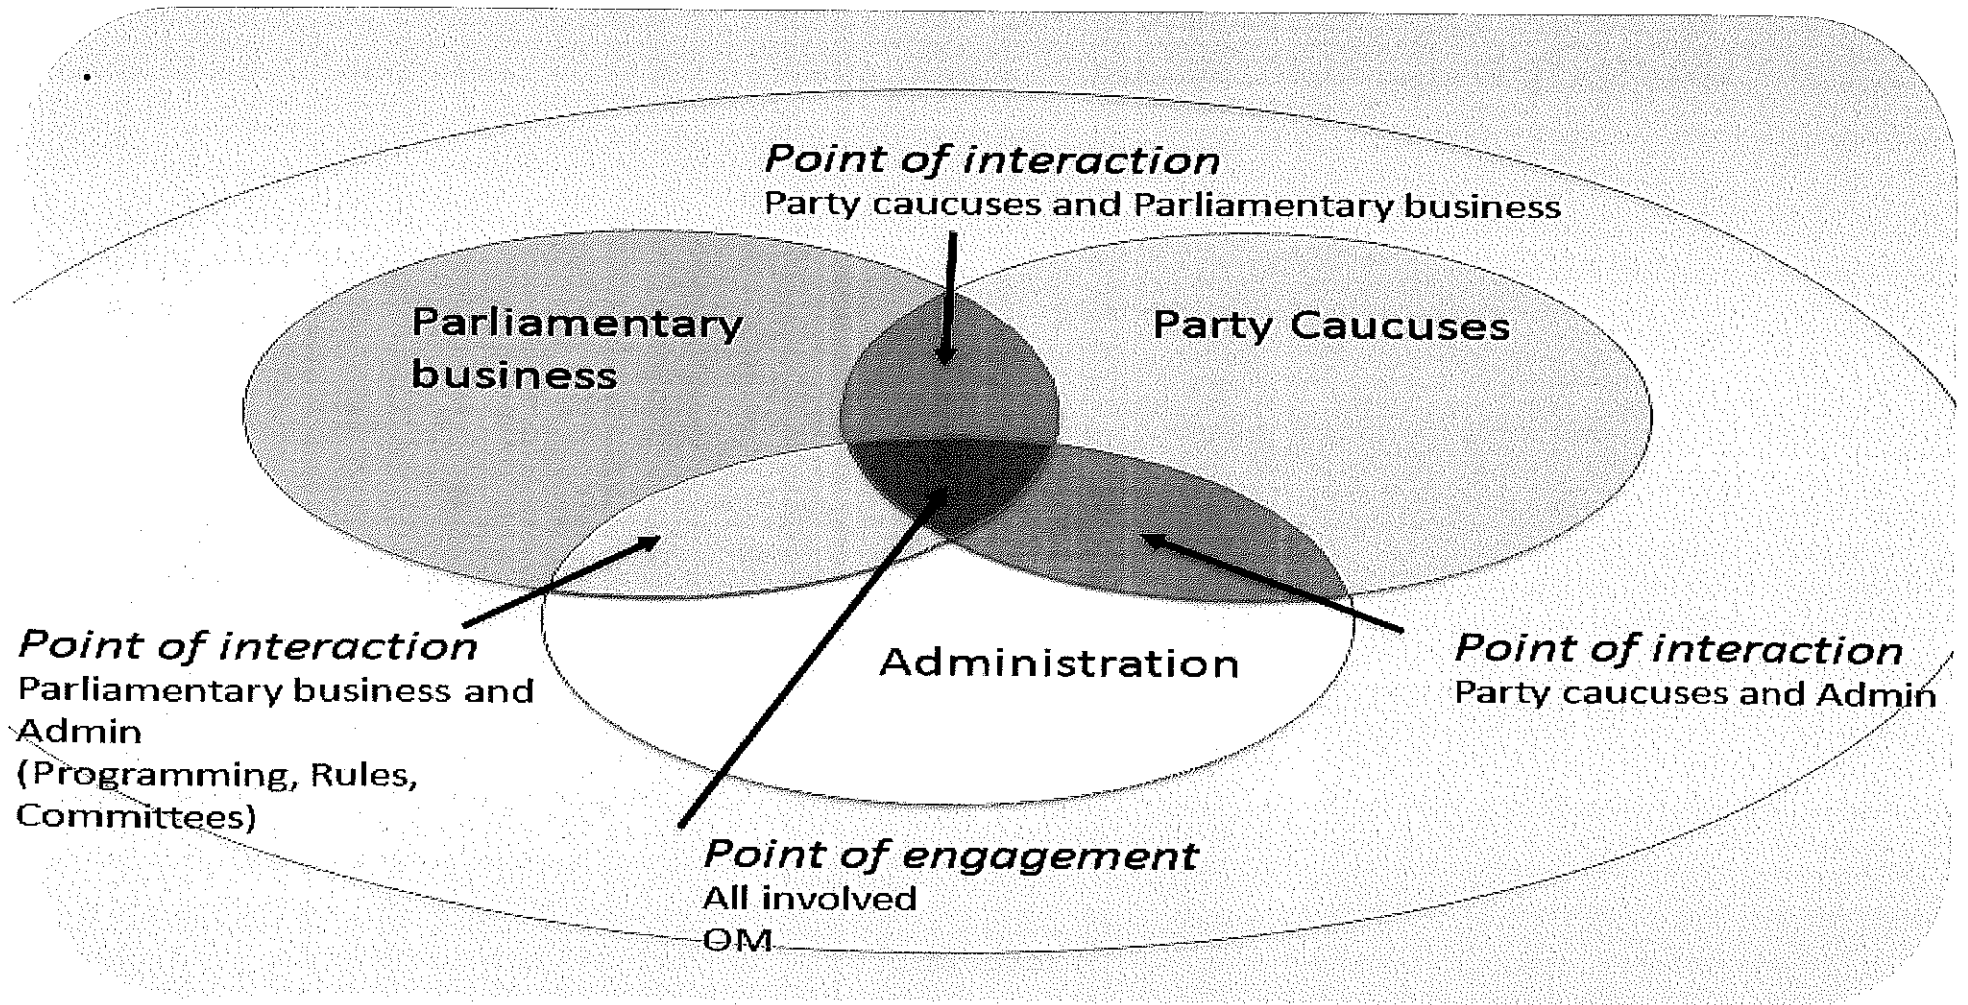 Point of interaction
Party caucuses and Parliamentary business
Parliamentary
business
Party Caucuses
Point of interaction
Parliamentary business and
Admin
(Programming, Rules,
Committees)
Administration
Point of interaction
Party caucuses and Admin
Point of engagement
All involved
OM